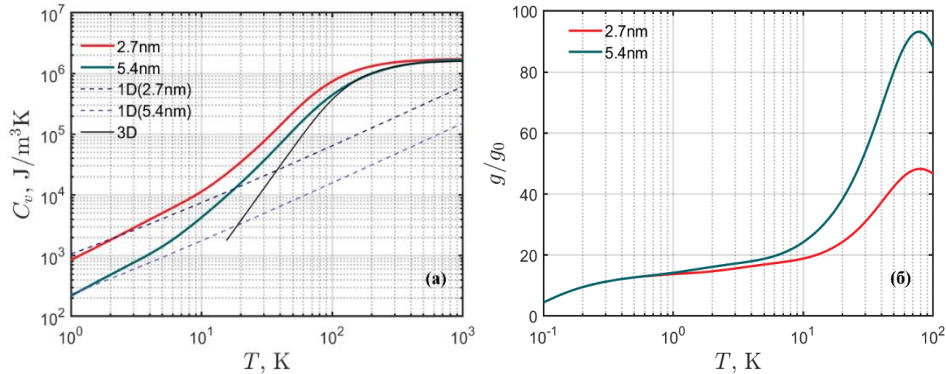 10^7
10^6
10^5
10^4
10^3
10^2
C_v, J/m^3K
2.7nm
5.4nm
1D(2.7nm)
1D(5.4nm)
3D
(а)
10^0
10^1
10^2
10^3
T, K
100
80
60
40
20
0
g/g_0
2.7nm
5.4nm
(б)
10^-1
10^0
10^1
10^2
T, K